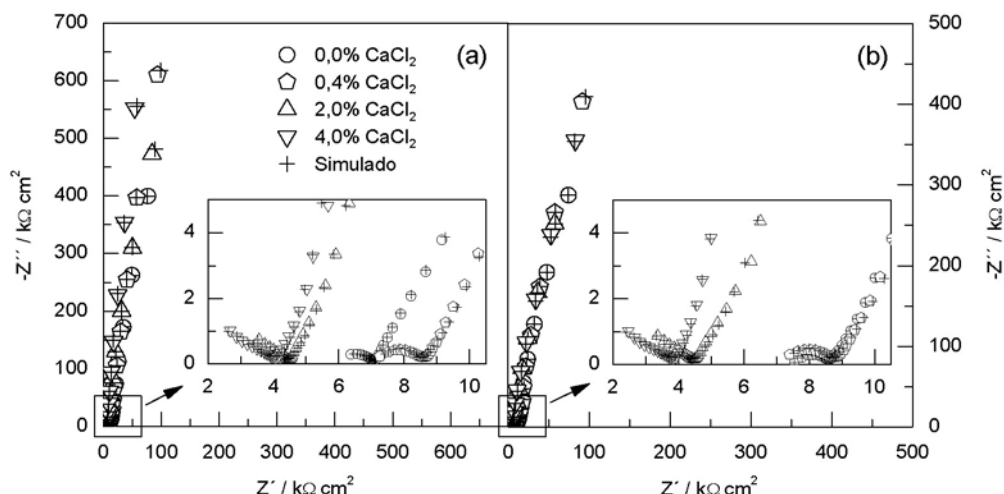 700
600
500
400
300
200
100
0
-Z´´ / kΩ cm²
0 100 200 300 400 500 600
Z´ / kΩ cm²
(a)
0,0% CaCl₂
0,4% CaCl₂
2,0% CaCl₂
4,0% CaCl₂
Simulado
4
2
0
2 4 6 8 10
(b)
4
2
0
2 4 6 8 10
0 100 200 300 400 500
Z´ / kΩ cm²
500
400
300
200
100
0
-Z´´ / kΩ cm²